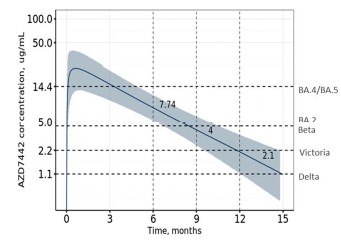 AZD7442 concentration, ug/mL
100.0
50.0
14.4
5.0
2.2
1.1
7.74
4
2.1
BA.4/BA.5
BA.2
Beta
Victoria
Delta
0 3 6 9 12 15
Time, months